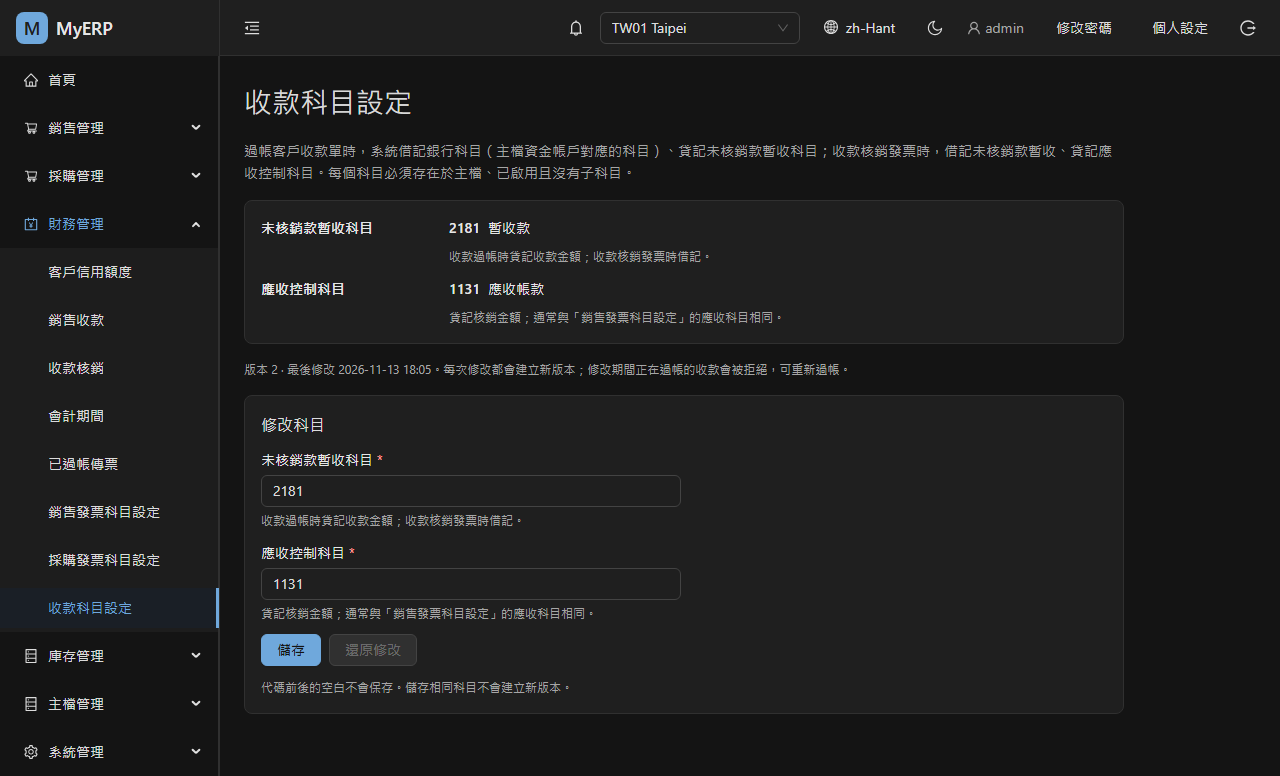 M MyERP
TW01 Taipei
zh-Hant
admin
修改密碼
個人設定
首頁
銷售管理
採購管理
財務管理
客戶信用額度
銷售收款
收款核銷
會計期間
已過帳傳票
銷售發票科目設定
採購發票科目設定
收款科目設定
庫存管理
主檔管理
系統管理
收款科目設定
過帳客戶收款單時，系統借記銀行科目（主檔資金帳戶對應的科目）、貸記未核銷款暫收科目；收款核銷發票時，借記未核銷款暫收、貸記應
收控制科目。每個科目必須存在於主檔、已啟用且沒有子科目。
未核銷款暫收科目
2181 暫收款
收款過帳時貸記收款金額；收款核銷發票時借記。
應收控制科目
1131 應收帳款
貸記核銷金額；通常與「銷售發票科目設定」的應收科目相同。
版本 2 · 最後修改 2026-11-13 18:05。每次修改都會建立新版本；修改期間正在過帳的收款會被拒絕，可重新過帳。
修改科目
未核銷款暫收科目 *
2181
收款過帳時貸記收款金額；收款核銷發票時借記。
應收控制科目 *
1131
貸記核銷金額；通常與「銷售發票科目設定」的應收科目相同。
儲存
還原修改
代碼前後的空白不會保存。儲存相同科目不會建立新版本。